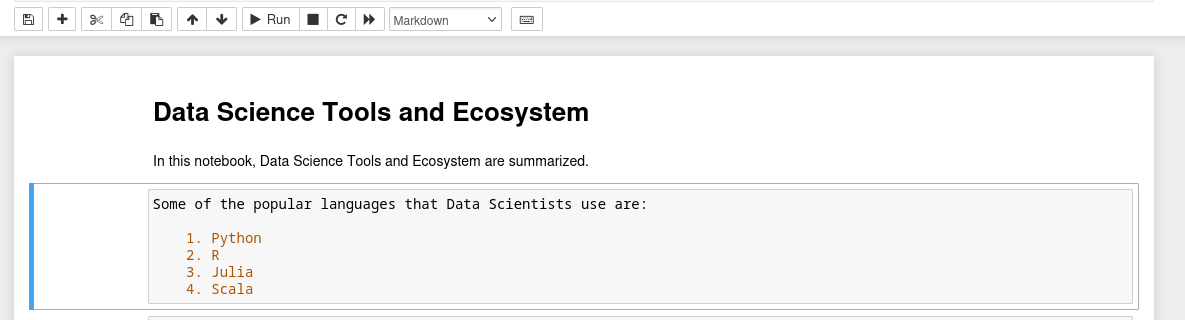 Run
Markdown
Data Science Tools and Ecosystem
In this notebook, Data Science Tools and Ecosystem are summarized.
Some of the popular languages that Data Scientists use are:
1. Python
2. R
3. Julia
4. Scala